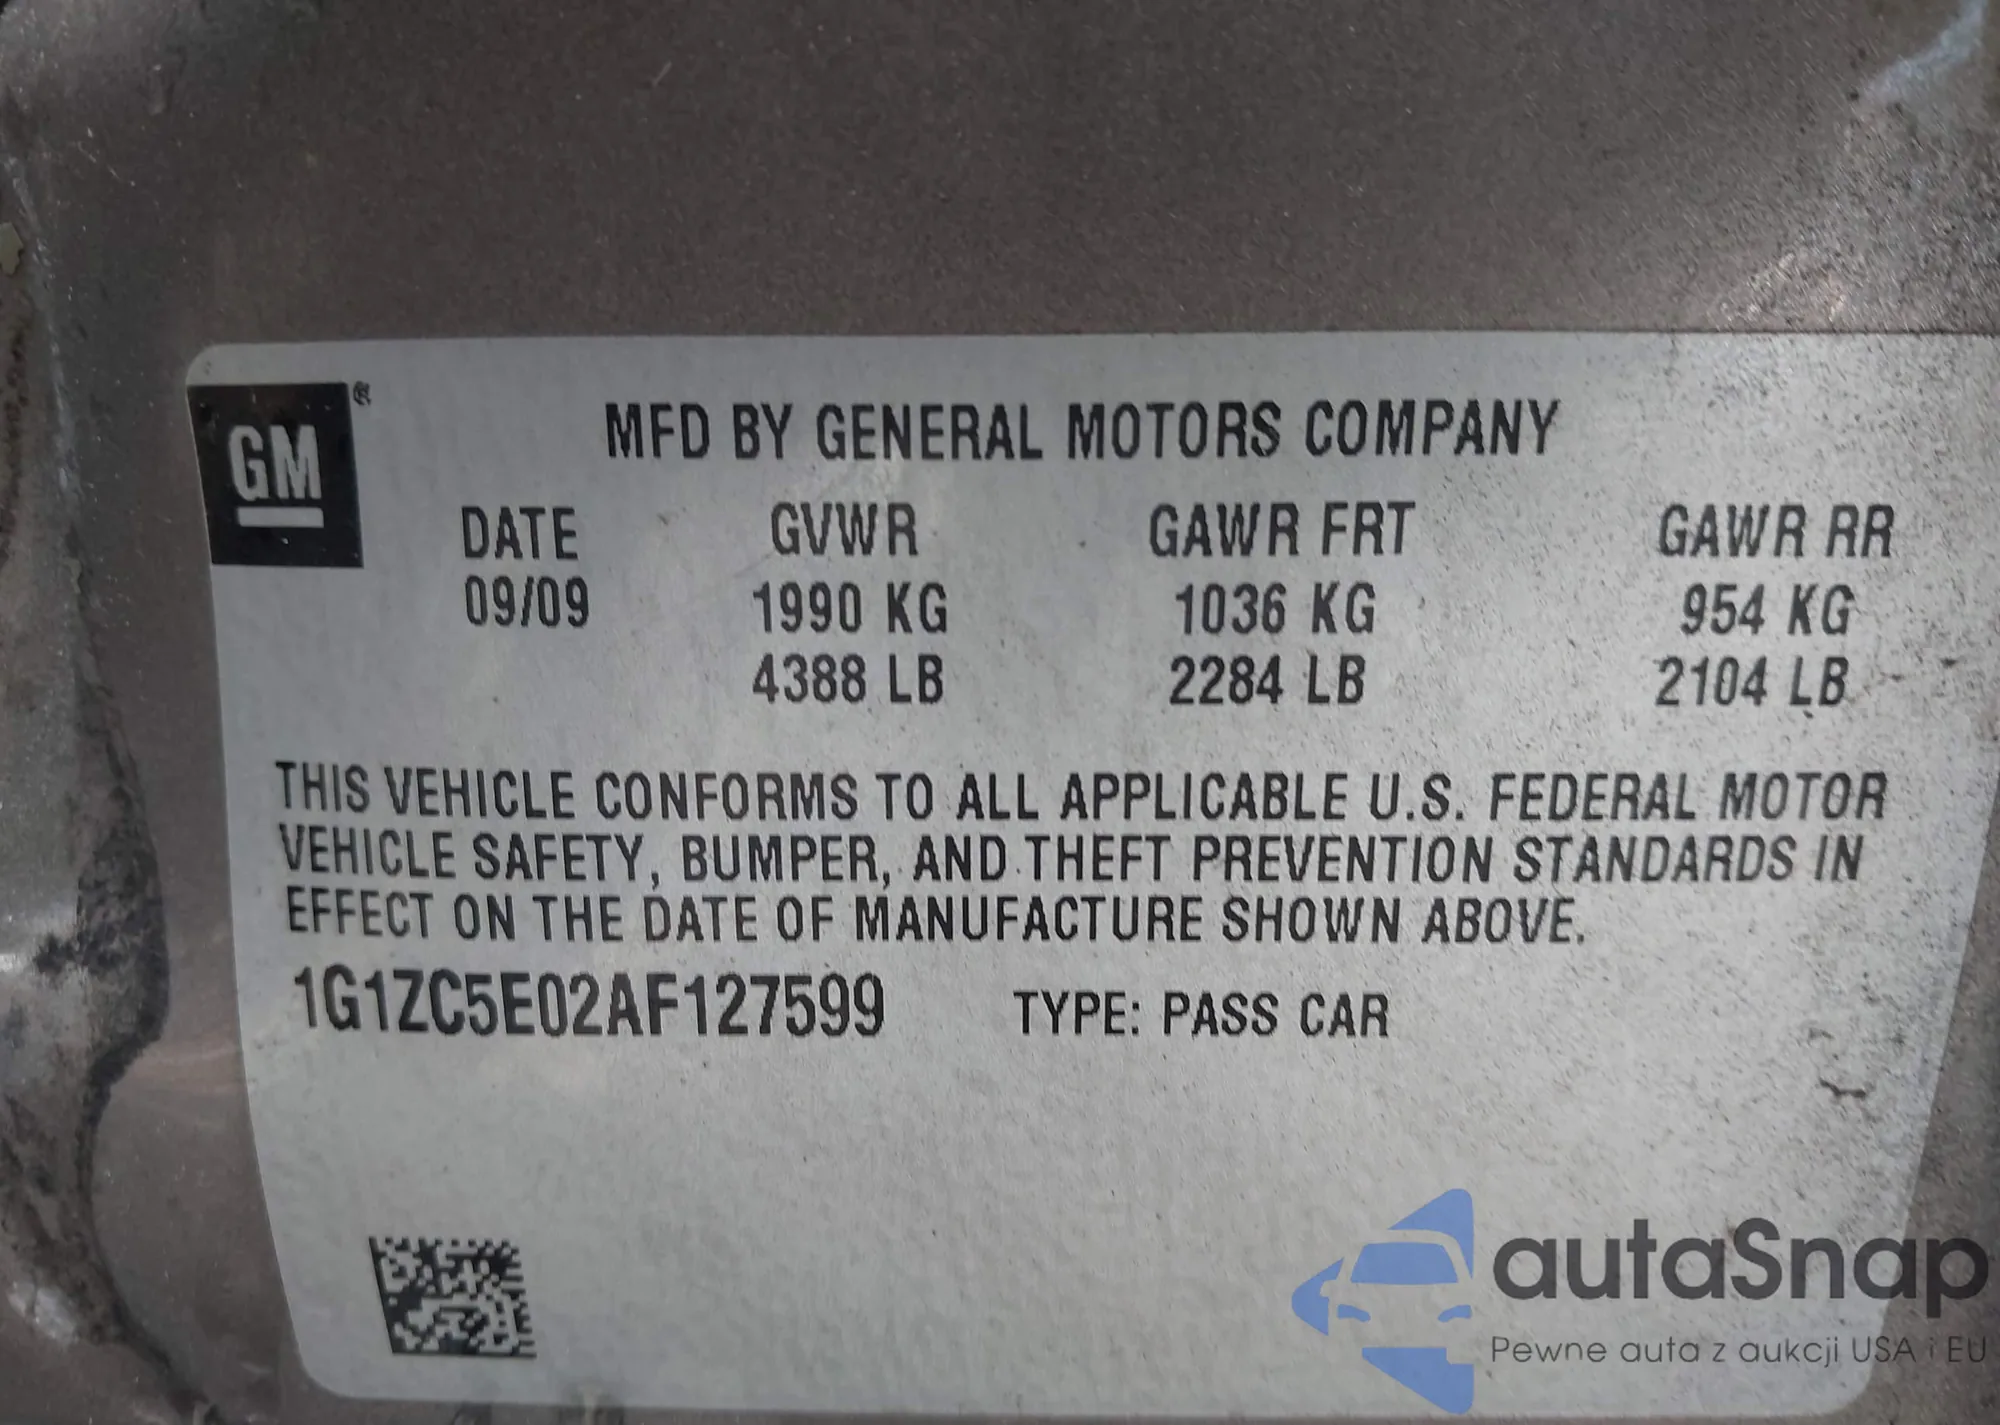 GM®
MFD BY GENERAL MOTORS COMPANY
DATE GVWR GAWR FRT GAWR RR
09/09 1990 KG 1036 KG 954 KG
4388 LB 2284 LB 2104 LB
THIS VEHICLE CONFORMS TO ALL APPLICABLE U.S. FEDERAL MOTOR
VEHICLE SAFETY, BUMPER, AND THEFT PREVENTION STANDARDS IN
EFFECT ON THE DATE OF MANUFACTURE SHOWN ABOVE.
1G1ZC5E02AF127599 TYPE: PASS CAR
autaSnap
Pewne auta z aukcji USA i EU